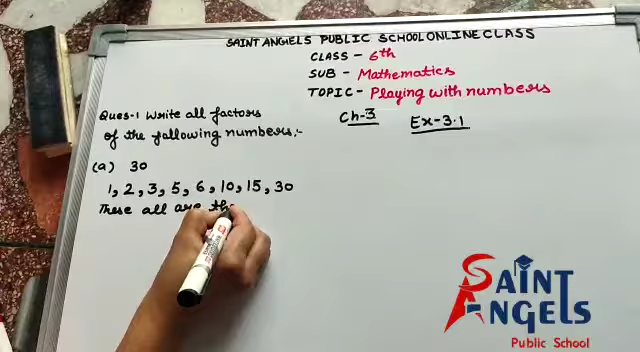 SAINT ANGELS PUBLIC SCHOOL ONLINE CLASS
CLASS - 6th
SUB - Mathematics
TOPIC - Playing with numbers
Ch-3 Ex-3.1
Ques-1 Write all factors
of the following numbers:-
(a) 30
1, 2, 3, 5, 6, 10, 15, 30
These all are the
SAINT
ANGELS
Public School